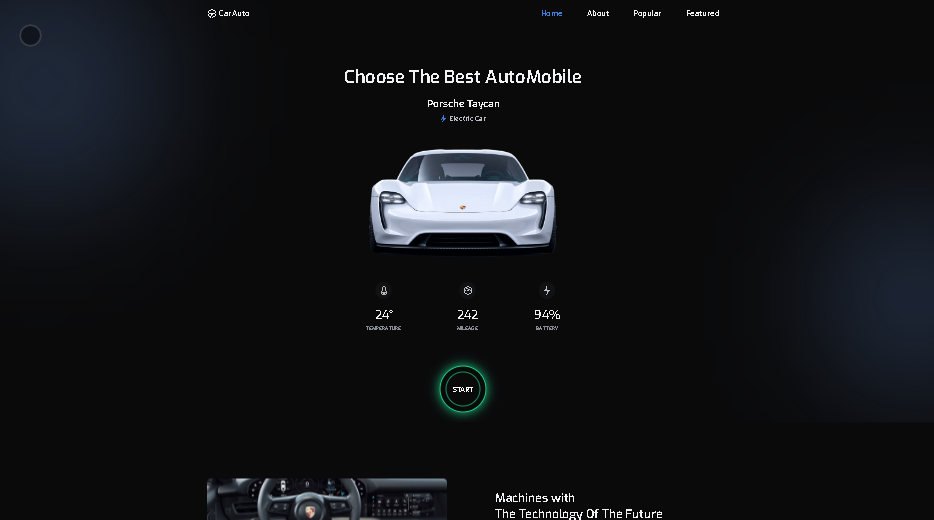 CarAuto
Home
About
Popular
Featured
Choose The Best AutoMobile
Porsche Taycan
Electric Car
24°
TEMPERATURE
242
MILEAGE
94%
BATTERY
START
Machines with
The Technology Of The Future